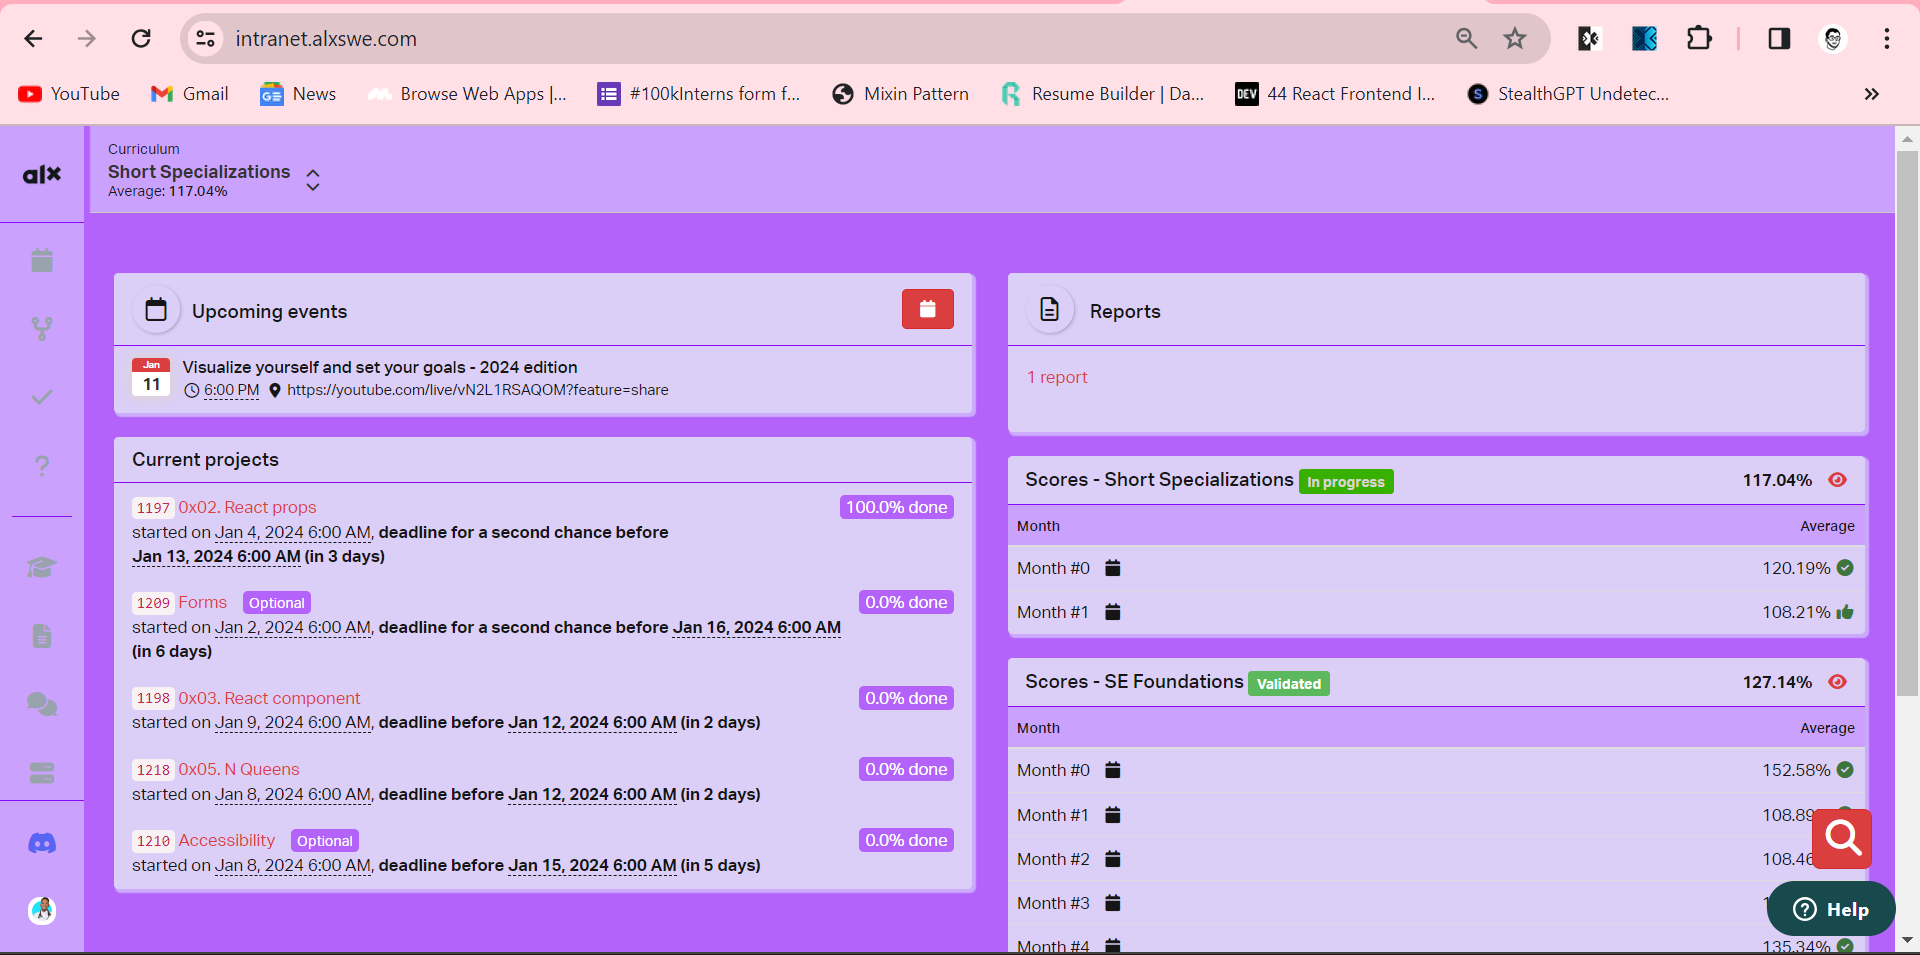 intranet.alxswe.com
YouTube
Gmail
News
Browse Web Apps |...
#100kInterns form f...
Mixin Pattern
Resume Builder | Da...
DEV
44 React Frontend I...
S
StealthGPT Undetec...
alx
Curriculum
Short Specializations
Average: 117.04%
Upcoming events
Jan
11
Visualize yourself and set your goals - 2024 edition
6:00 PM https://youtube.com/live/vN2L1RSAQOM?feature=share
Current projects
1197 0x02. React props 100.0% done
started on Jan 4, 2024 6:00 AM, deadline for a second chance before
Jan 13, 2024 6:00 AM (in 3 days)
1209 Forms Optional 0.0% done
started on Jan 2, 2024 6:00 AM, deadline for a second chance before Jan 16, 2024 6:00 AM
(in 6 days)
1198 0x03. React component 0.0% done
started on Jan 9, 2024 6:00 AM, deadline before Jan 12, 2024 6:00 AM (in 2 days)
1218 0x05. N Queens 0.0% done
started on Jan 8, 2024 6:00 AM, deadline before Jan 12, 2024 6:00 AM (in 2 days)
1210 Accessibility Optional 0.0% done
started on Jan 8, 2024 6:00 AM, deadline before Jan 15, 2024 6:00 AM (in 5 days)
Reports
1 report
Scores - Short Specializations In progress 117.04%
Month Average
Month #0 120.19%
Month #1 108.21%
Scores - SE Foundations Validated 127.14%
Month Average
Month #0 152.58%
Month #1 108.89
Month #2 108.46
Month #3
Month #4 135.34%
Help